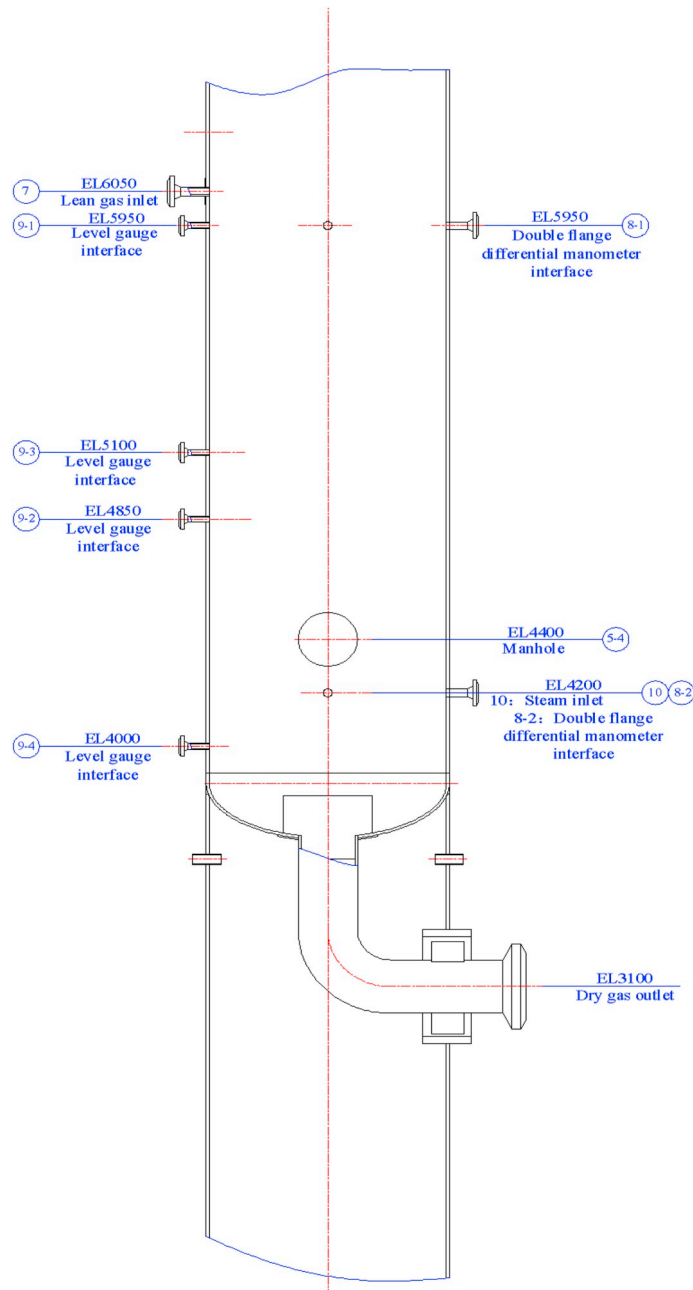 7
EL6050
Lean gas inlet
9-1
EL5950
Level gauge
interface
EL5950
8-1
Double flange
differential manometer
interface
9-3
EL5100
Level gauge
interface
9-2
EL4850
Level gauge
interface
EL4400
5-4
Manhole
EL4200
10
8-2
10: Steam inlet
8-2: Double flange
differential manometer
interface
9-4
EL4000
Level gauge
interface
EL3100
Dry gas outlet